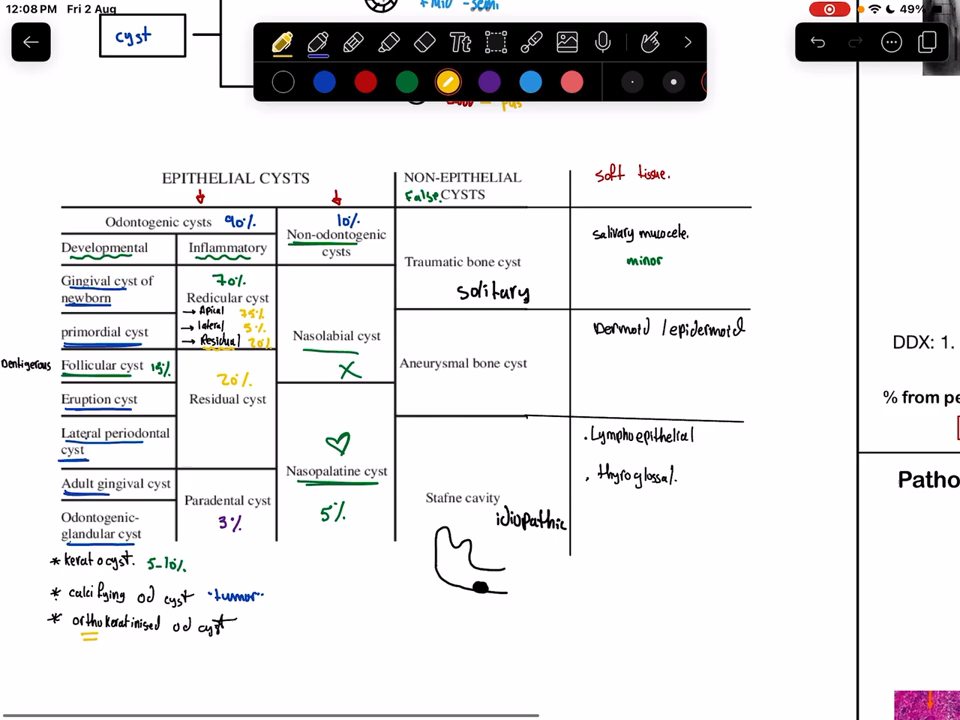 12:08 PM Fri 2 Aug
49%
cyst
Tt
EPITHELIAL CYSTS
NON-EPITHELIAL
False. CYSTS
soft tissue.
Odontogenic cysts 90%
10%
Non-odontogenic
cysts
Developmental
Inflammatory
Gingival cyst of
newborn
primordial cyst
Dentigerous
Follicular cyst 15%
Eruption cyst
Lateral periodontal
cyst
Adult gingival cyst
Odontogenic-
glandular cyst
* keratocyst. 5-10%
* calcifying od cyst "tumor"
* orthokeratinised od cyst
70%
Redicular cyst
→ Apical 75%
→ lateral 5%
→ Residual 20%
20%
Residual cyst
Paradental cyst
3%
Nasolabial cyst
X
Nasopalatine cyst
5%
Traumatic bone cyst
solitary
Aneurysmal bone cyst
Stafne cavity
idiopathic
salivary mucocele.
minor
Dermoid / epidermoid
. Lymphoepithelial
. thyroglossal.
DDX: 1.
% from pe
Patho